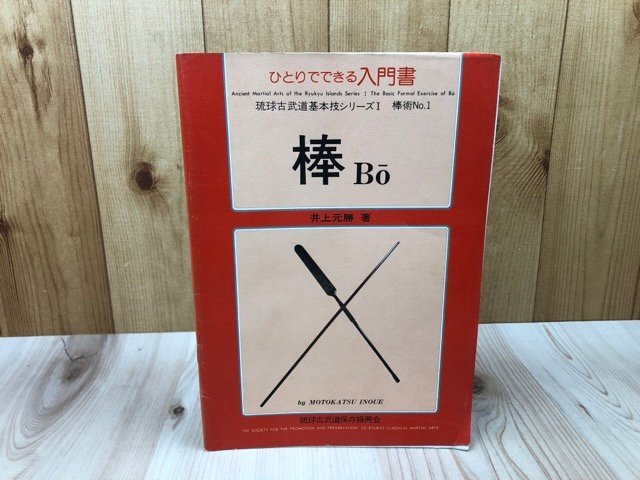 ひとりでできる入門書
Ancient Martial Arts of the Ryukyu Islands Series I The Basic Formal Exercise of Bō
琉球古武道基本技シリーズI 棒術No.1
棒 Bō
井上元勝 著
by MOTOKATSU INOUE
琉球古武道保存振興会
THE SOCIETY FOR THE PROMOTION AND PRESERVATION OF RYUKYU CLASSICAL MARTIAL ARTS